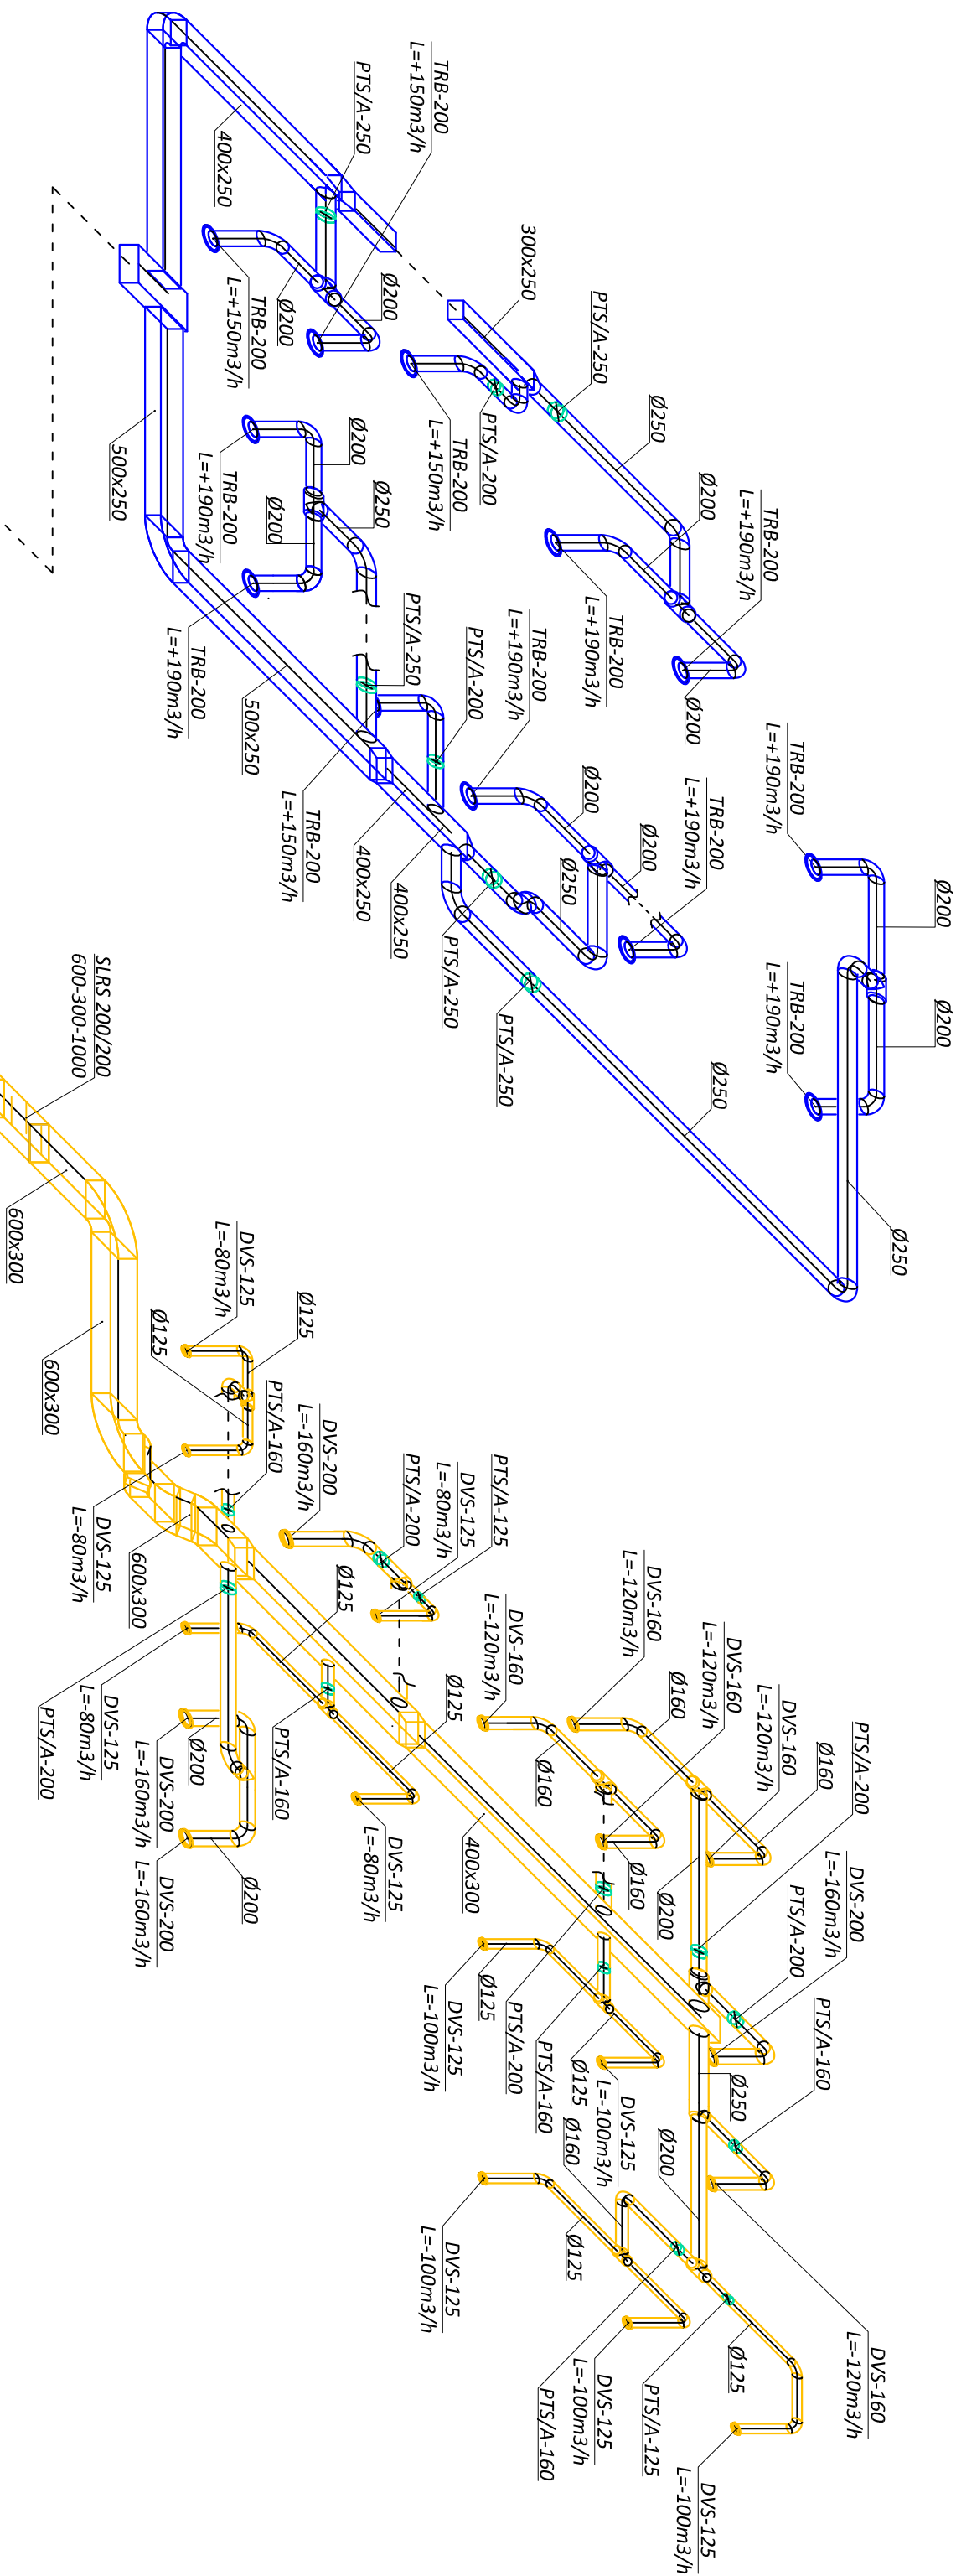 TRB-200
L=+150m3/h
PTS/A-250
400x250
TRB-200
L=+150m3/h
Ø200
Ø200
300x250
PTS/A-250
PTS/A-200
TRB-200
L=+150m3/h
Ø250
Ø200
TRB-200
L=+190m3/h
TRB-200
L=+190m3/h
Ø200
500x250
Ø200
TRB-200
L=+190m3/h
Ø200
Ø250
TRB-200
L=+190m3/h
PTS/A-250
PTS/A-200
500x250
TRB-200
L=+150m3/h
TRB-200
L=+190m3/h
Ø200
Ø200
TRB-200
L=+190m3/h
Ø250
400x250
400x250
PTS/A-250
PTS/A-250
TRB-200
L=+190m3/h
Ø200
Ø200
TRB-200
L=+190m3/h
Ø250
Ø250
SLRS 200/200
600-300-1000
600x300
600x300
DVS-125
L=-80m3/h
Ø125
Ø125
PTS/A-160
DVS-125
L=-80m3/h
600x300
DVS-200
L=-160m3/h
PTS/A-200
DVS-125
L=-80m3/h
PTS/A-125
Ø125
PTS/A-200
DVS-125
L=-80m3/h
DVS-200
L=-160m3/h
Ø200
DVS-200
L=-160m3/h
Ø200
PTS/A-160
Ø125
DVS-125
L=-80m3/h
400x300
DVS-160
L=-120m3/h
Ø160
DVS-160
L=-120m3/h
Ø160
DVS-160
L=-120m3/h
DVS-160
L=-120m3/h
Ø160
Ø160
Ø200
PTS/A-200
DVS-200
L=-160m3/h
PTS/A-200
PTS/A-160
DVS-125
L=-100m3/h
Ø125
PTS/A-200
PTS/A-160
Ø125
DVS-125
L=-100m3/h
Ø250
Ø200
Ø160
DVS-125
L=-100m3/h
Ø125
DVS-125
L=-100m3/h
PTS/A-160
PTS/A-125
Ø125
DVS-160
L=-120m3/h
DVS-125
L=-100m3/h